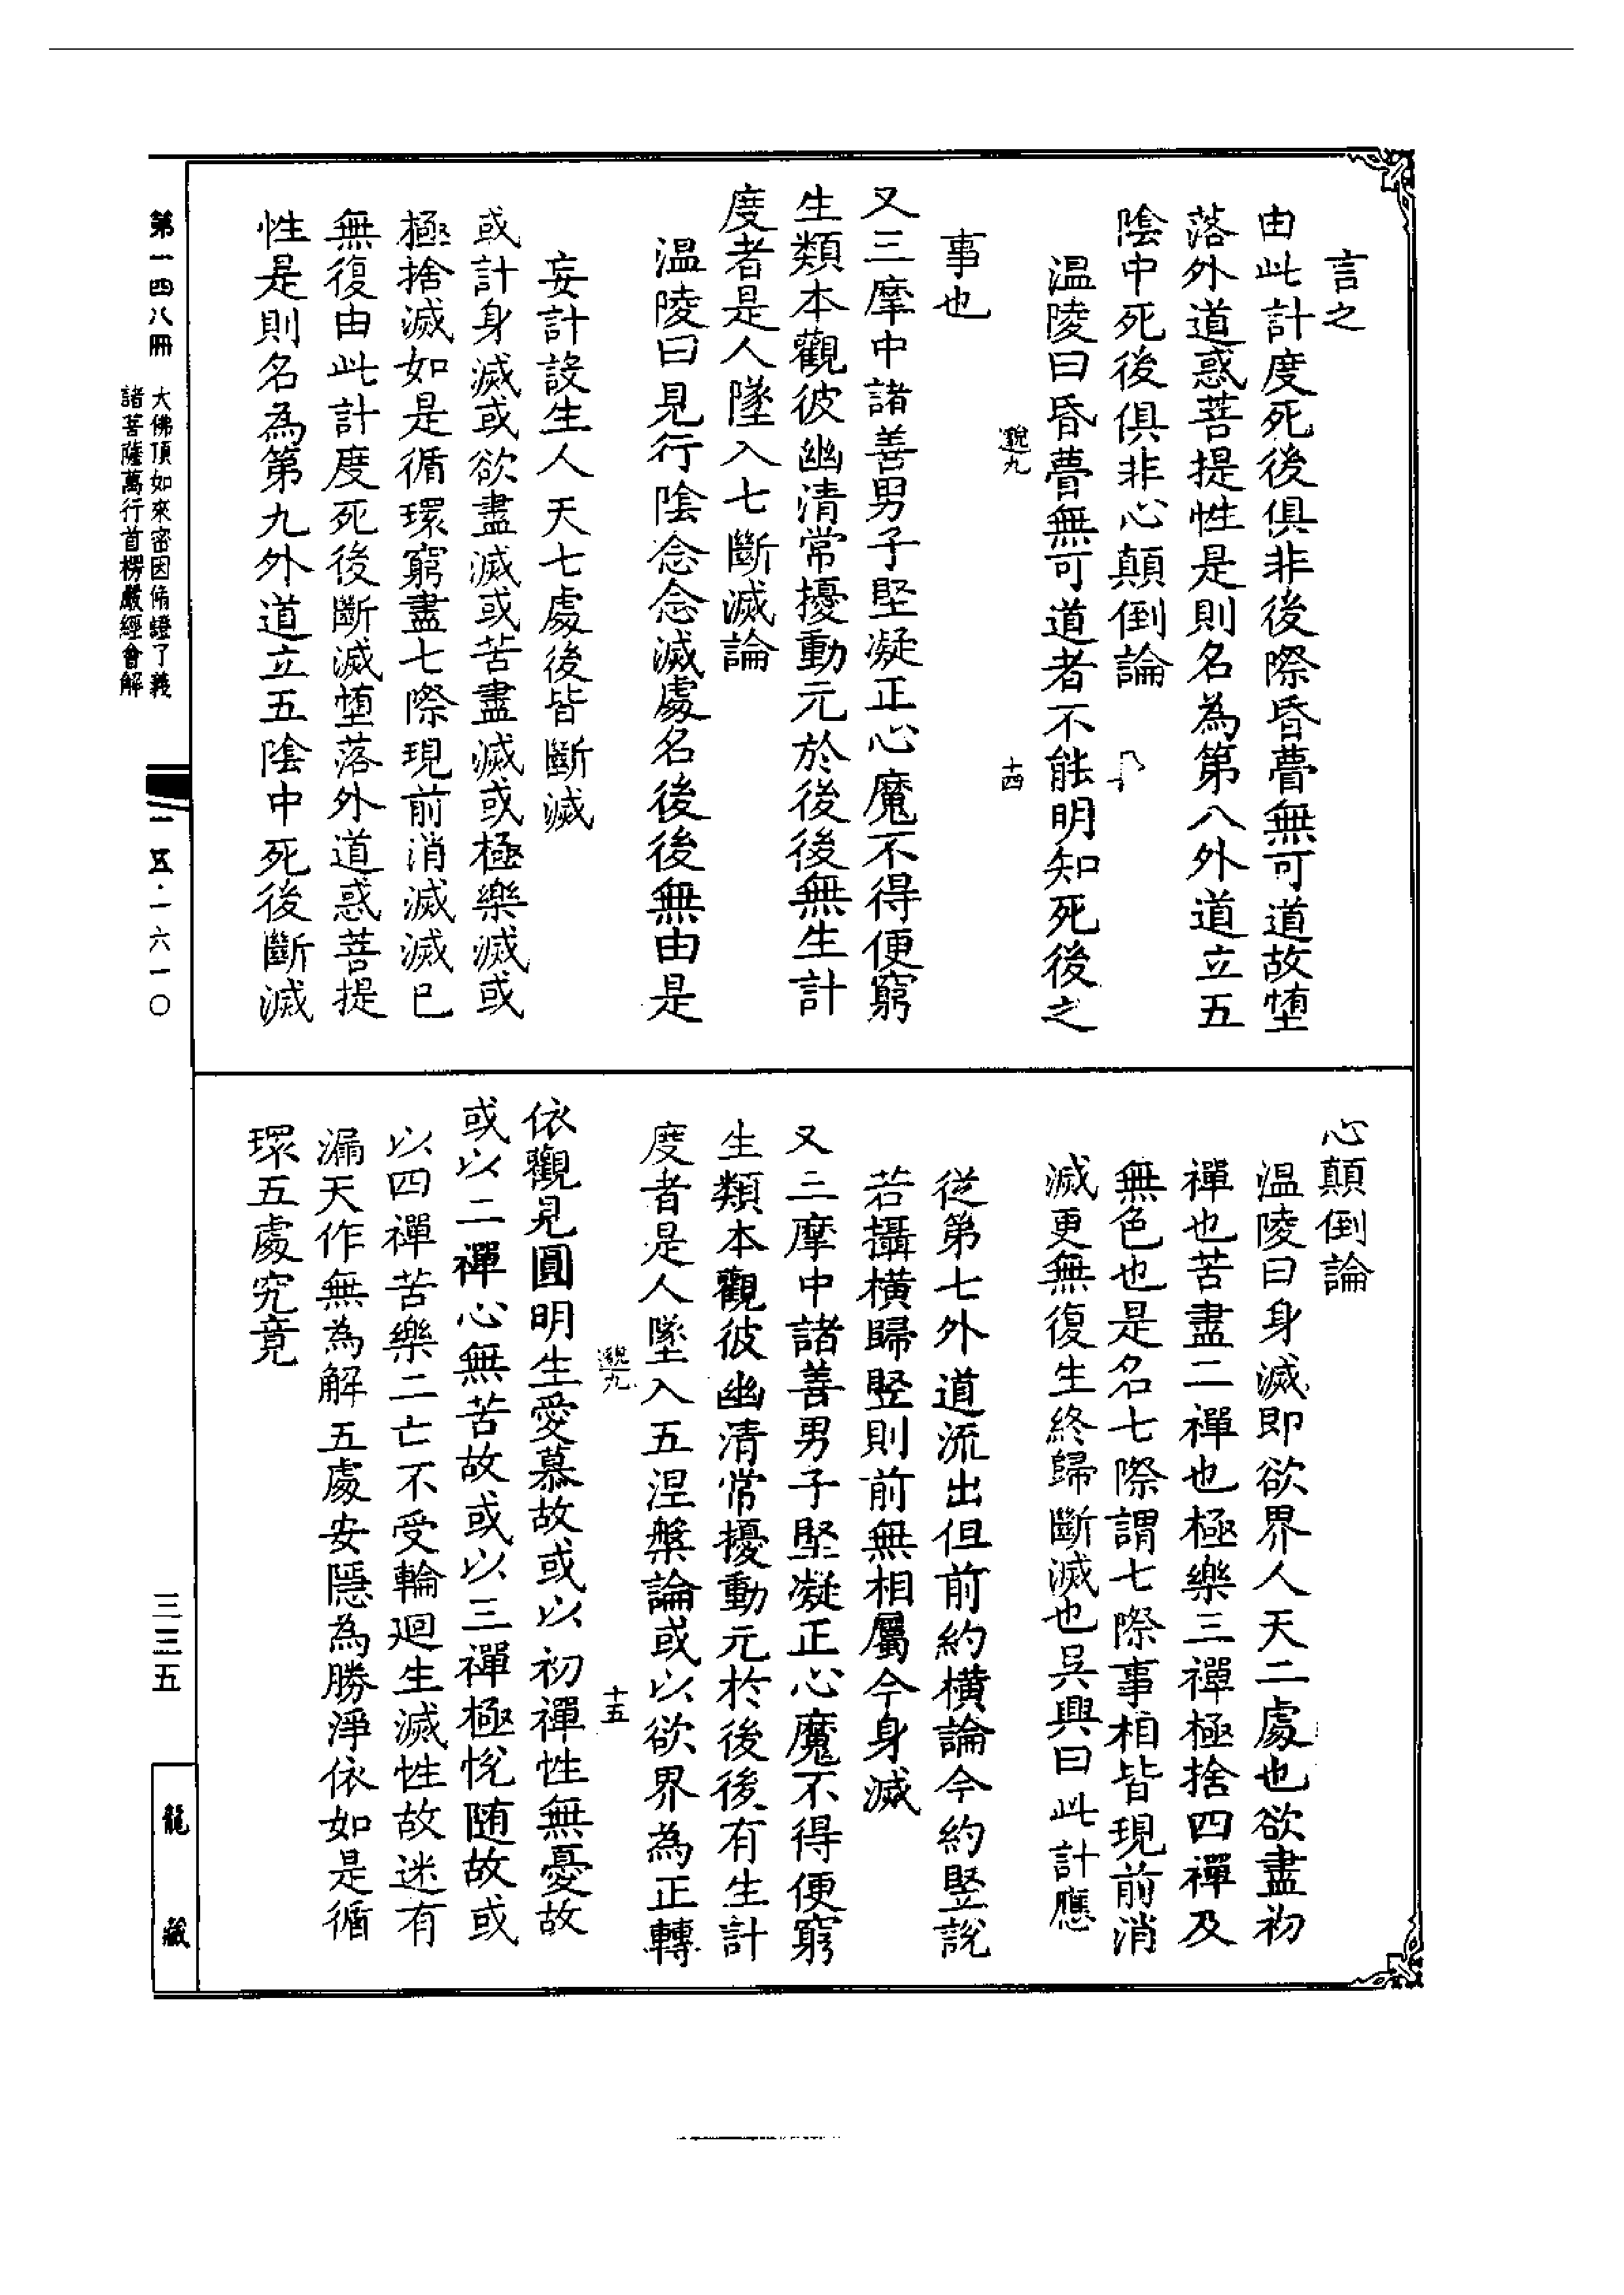 言之
由此計度死後俱非後際昏瞢無可道故墮
落外道惑菩提性是則名為第八外道立五
陰中死後俱非心顛倒論
温陵曰昏瞢無可道者不能明知死後之
十四
事也
又三摩中諸善男子堅凝正心魔不得便窮
生類本觀彼幽清常擾動元於後後無生計
度者是人墜入七斷滅論
温陵曰見行陰念念滅處名後後無由是
妄計設生人天七處後皆斷滅
或計身滅或欲盡滅或苦盡滅或極樂滅或
極捨滅如是循環窮盡七際現前消滅滅已
無復由此計度死後斷滅墮落外道惑菩提
性是則名為第九外道立五陰中死後斷滅
心顛倒論
温陵曰身滅即欲界人天二處也欲盡初
禪也苦盡二禪也極樂三禪極捨四禪及
無色也是名七際謂七際事相皆現前消
滅更無復生終歸斷滅也吳興曰此計應
從第七外道流出但前約橫論今約竪說
若攝橫歸竪則前無相屬今身滅
又三摩中諸善男子堅凝正心魔不得便窮
生類本觀彼幽清常擾動元於後後有生計
度者是人墜入五涅槃論或以欲界為正轉
十五
依觀見圓明生愛慕故或以初禪性無憂故
或以二禪心無苦故或以三禪極悅随故或
以四禪苦樂二亡不受輪迴生滅性故迷有
漏天作無為解五處安隱為勝淨依如是循
環五處究竟
第一四八冊
大佛頂如來密因脩證了義
諸菩薩萬行首楞嚴經會解
一六一〇
三三五
龍藏